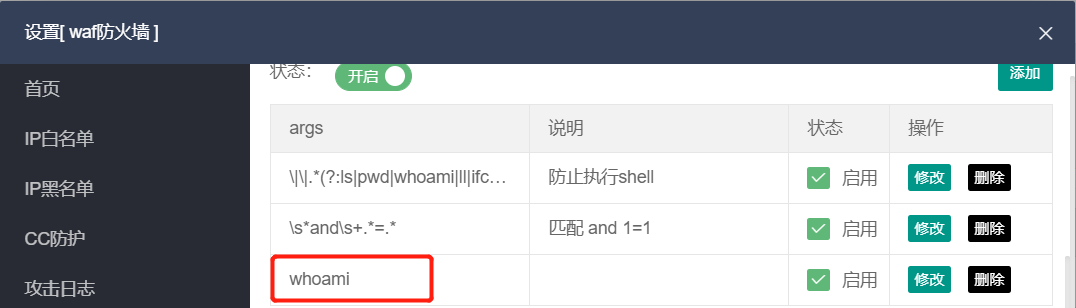 设置[ waf防火墙 ]
首页
IP白名单
IP黑名单
CC防护
攻击日志
状态：
开启
添加
args 说明 状态 操作
\|\|.*(?:ls|pwd|whoami|ll|ifc... 防止执行shell 启用 修改 删除
\s*and\s+.*=.* 匹配 and 1=1 启用 修改 删除
whoami 启用 修改 删除